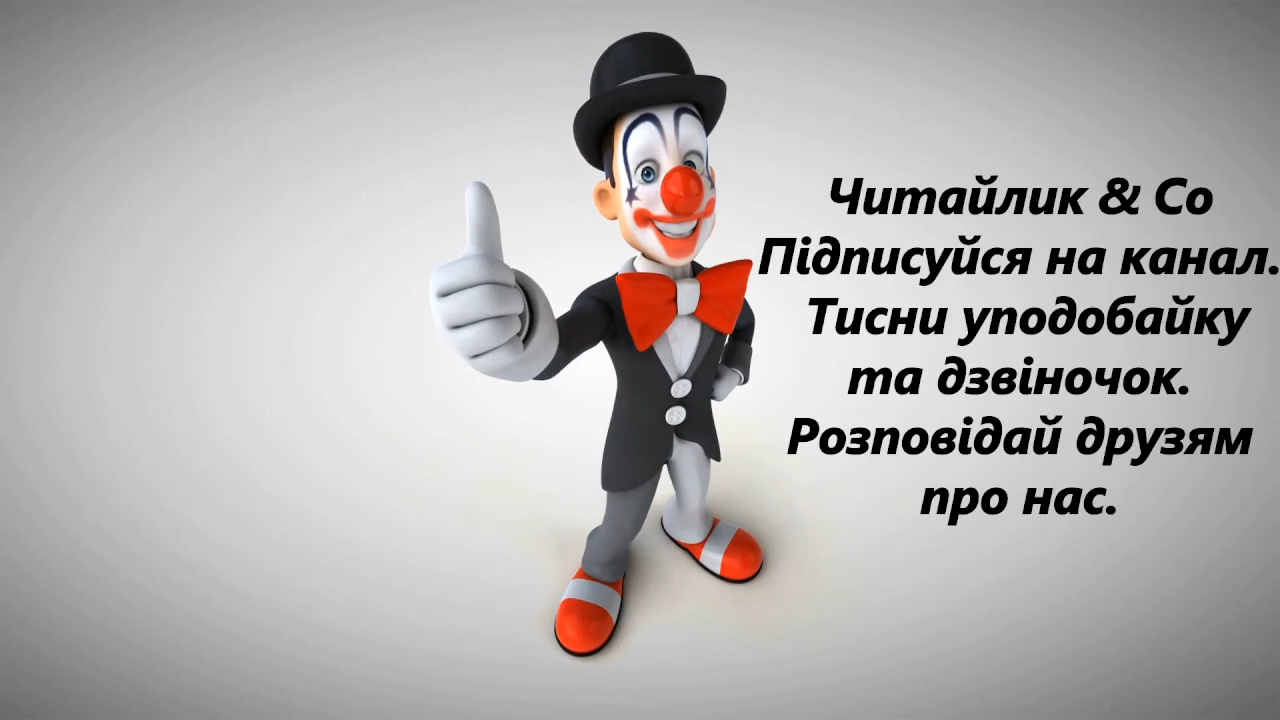 Читайлик & Co
Підписуйся на канал.
Тисни уподобайку
та дзвіночок.
Розповідай друзям
про нас.